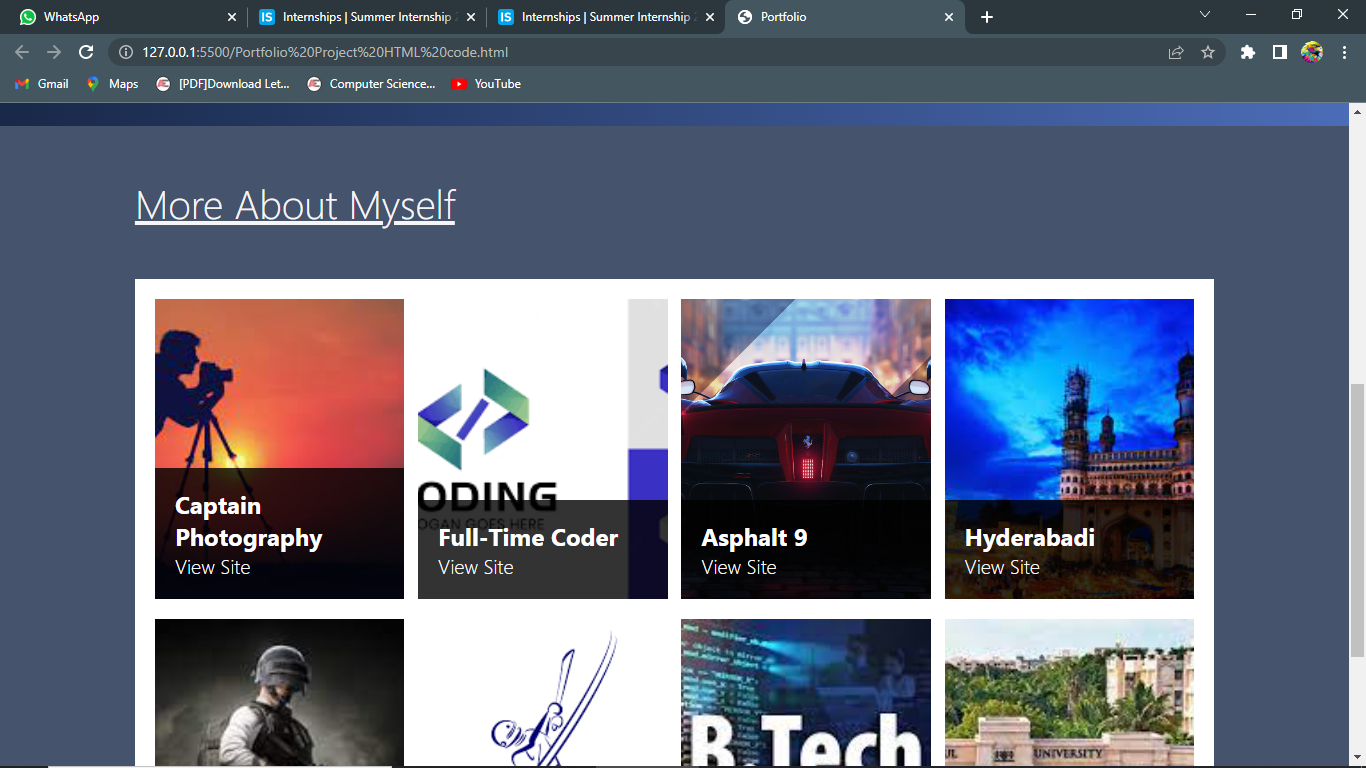 WhatsApp
Internships | Summer Internship
Internships | Summer Internship
Portfolio
127.0.0.1:5500/Portfolio%20Project%20HTML%20code.html
Gmail
Maps
[PDF]Download Let...
Computer Science...
YouTube
More About Myself
ODING
OGAN GOES HERE
Captain
Photography
View Site
Full-Time Coder
View Site
Asphalt 9
View Site
Hyderabadi
View Site
B.Tech
UNIVERSITY